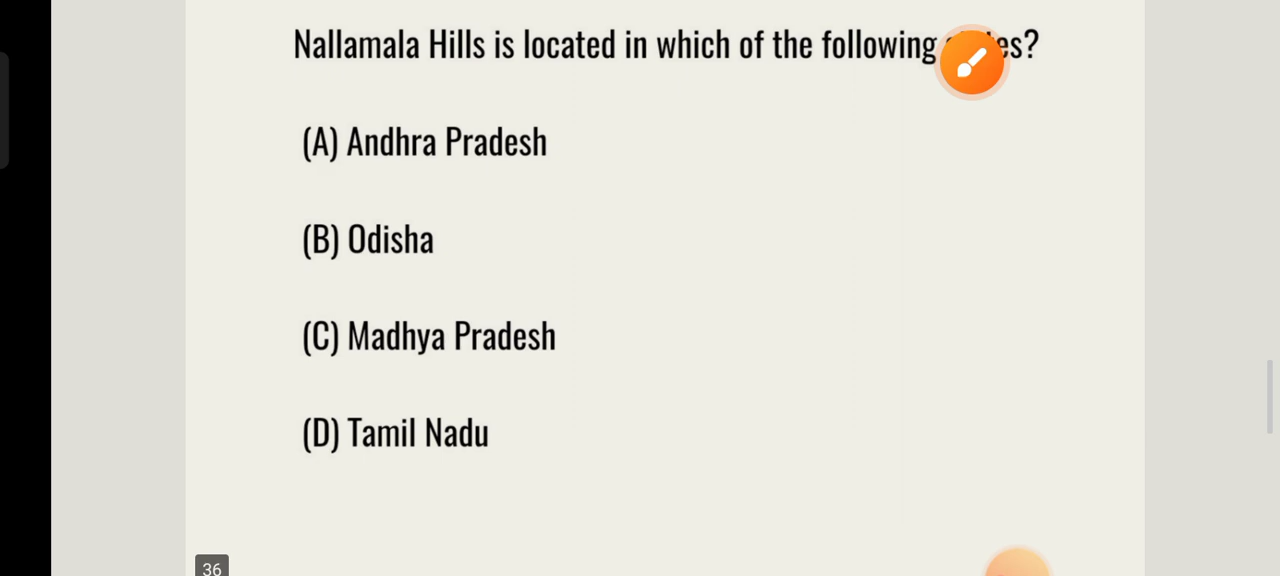 Nallamala Hills is located in which of the following
(A) Andhra Pradesh
(B) Odisha
(C) Madhya Pradesh
(D) Tamil Nadu
36